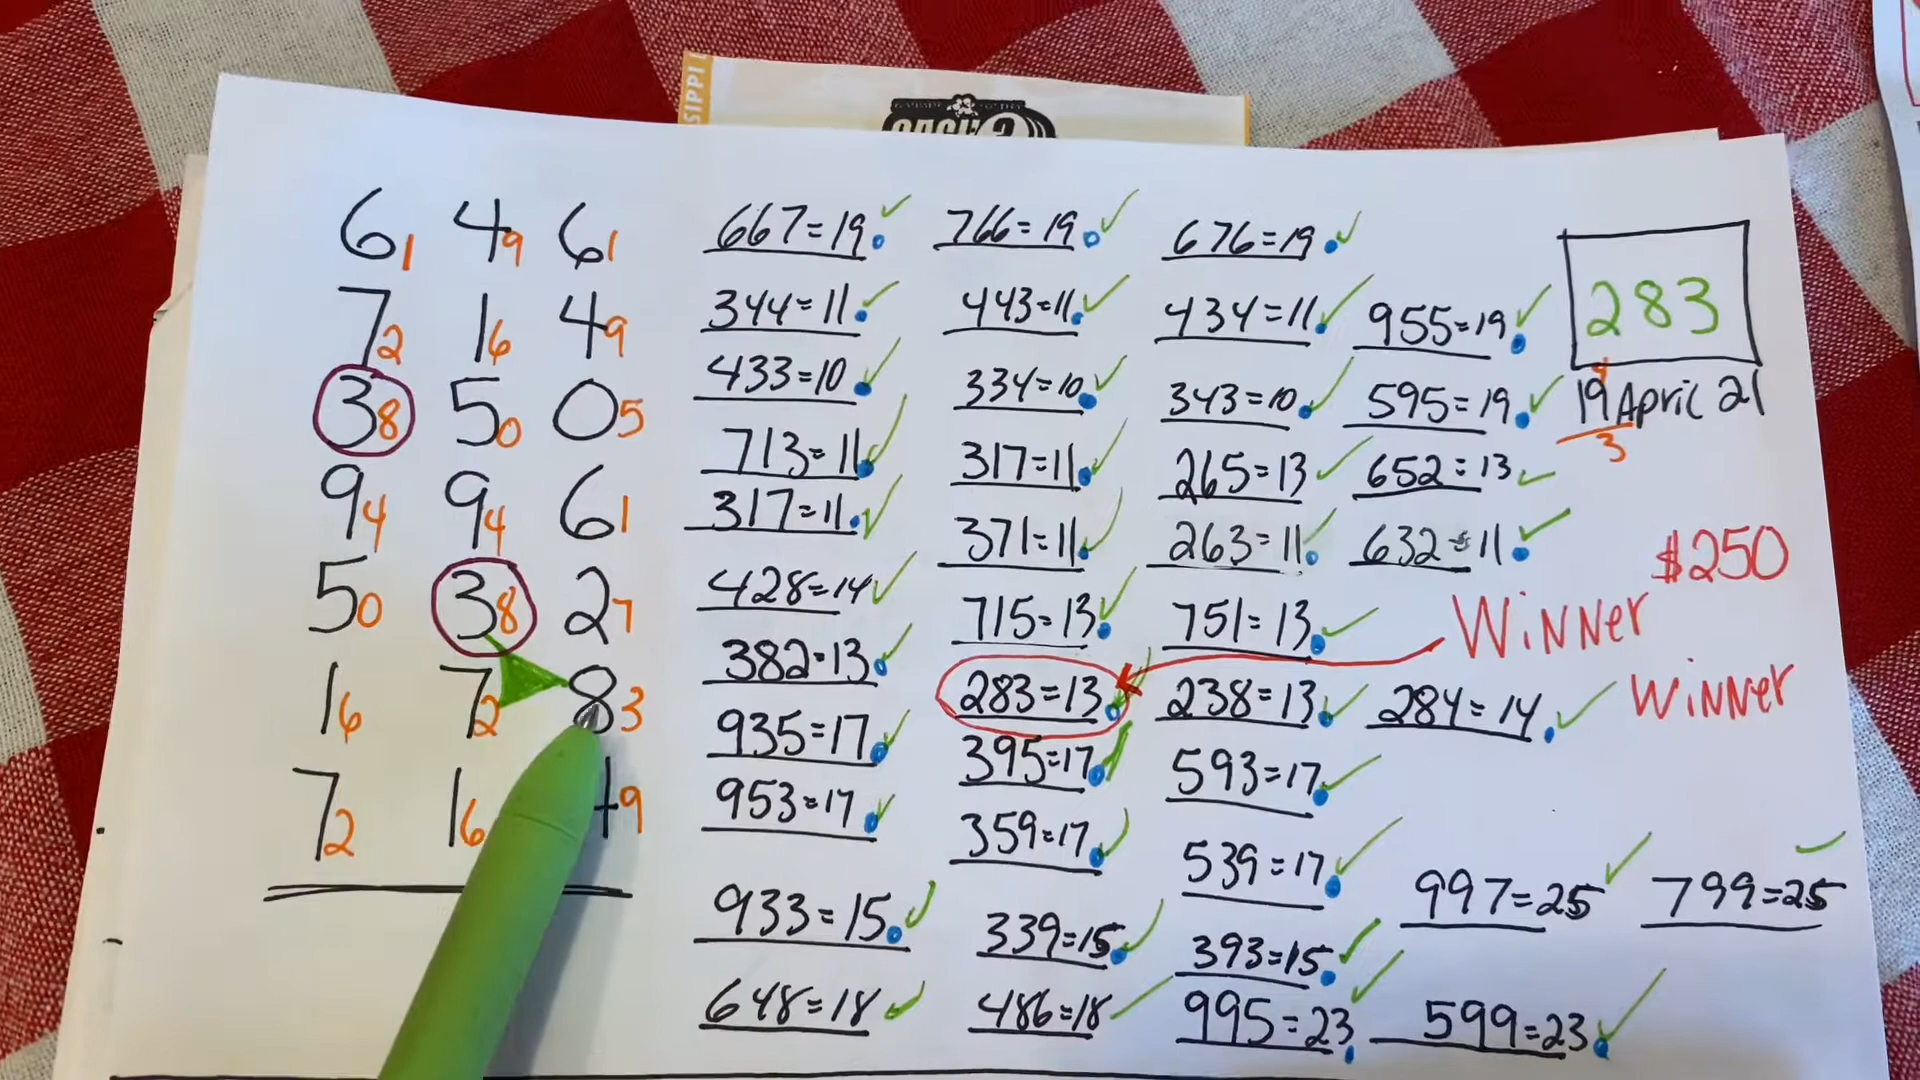 SIPPI
6 1 4 9 6 1
7 2 1 6 4 9
3 8 5 0 0 5
9 4 9 4 6 1
5 0 3 8 2 7
1 6 7 2 8 3
7 2 1 6 4 9
667=19 766=19 676=19
344=11 443=11 434=11 955=19
433=10 334=10 343=10 595=19
713=11 317=11 265=13 652=13
317=11 371=11 263=11 632=11
428=14 715=13 751=13
382=13 283=13 238=13 284=14
935=17 395=17 593=17
953=17 359=17 539=17 997=25 799=25
933=15 339=15 393=15
648=18 486=18 995=23 599=23
283
4
19 April 21
3
$250
WiNNer
WiNNer